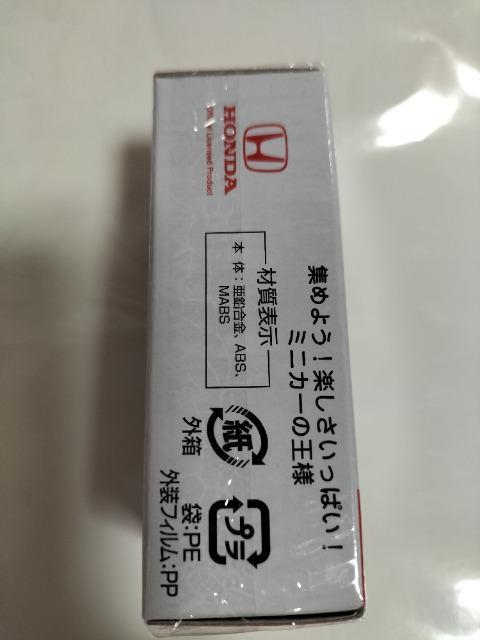 HONDA
Official Licensed Product
集めよう!楽しさいっぱい!
ミニカーの王様
材質表示
本 体:亜鉛合金、ABS、
MABS
紙
外箱
プラ
袋:PE
外装フィルム:PP